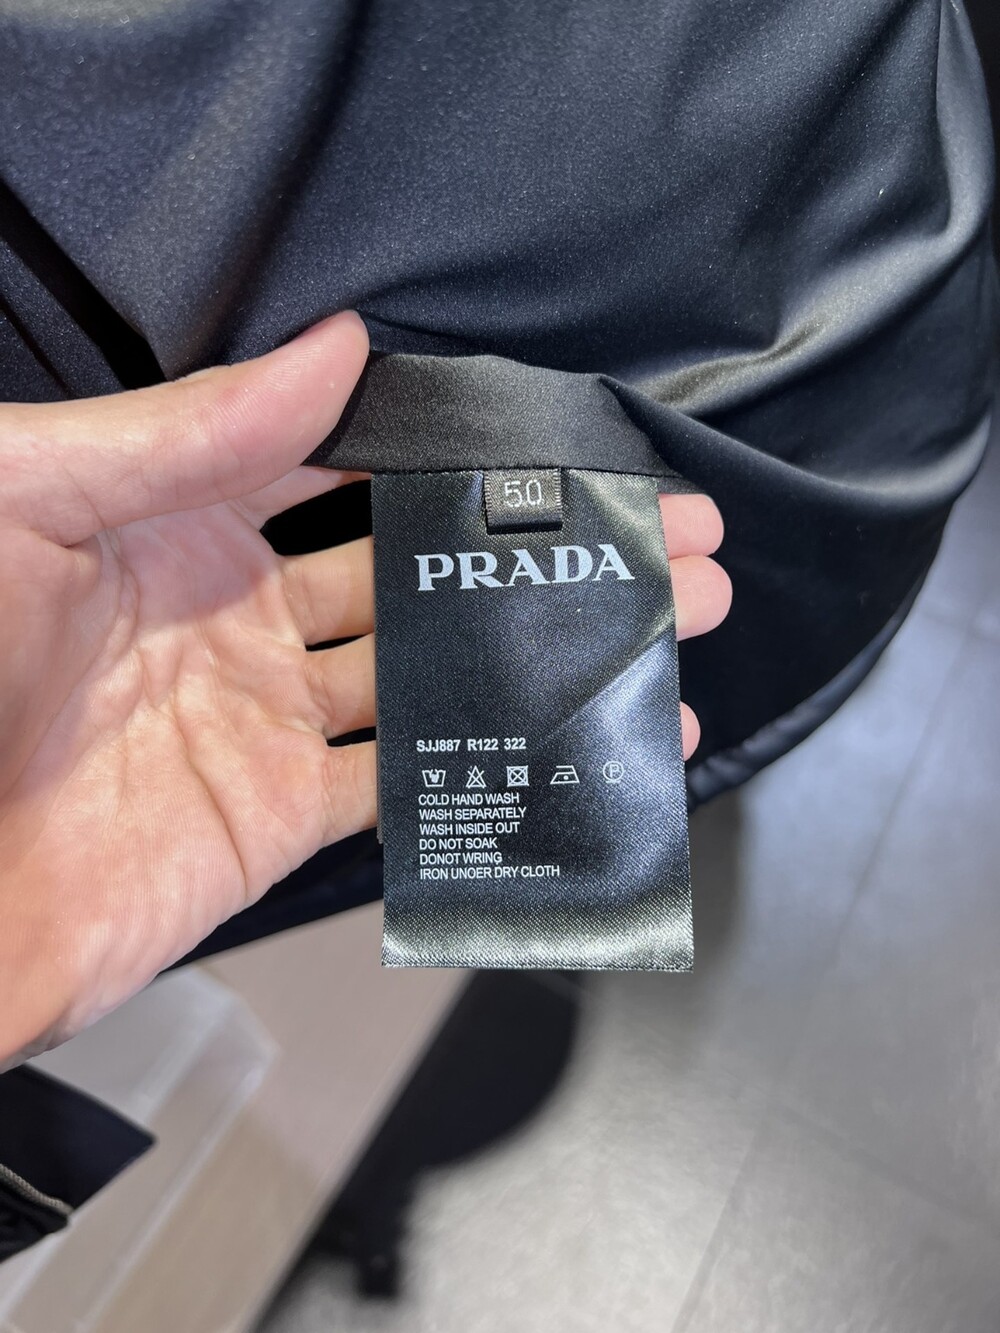 50
PRADA
SJJ887 R122 322
P
COLD HAND WASH
WASH SEPARATELY
WASH INSIDE OUT
DO NOT SOAK
DONOT WRING
IRON UNOER DRY CLOTH